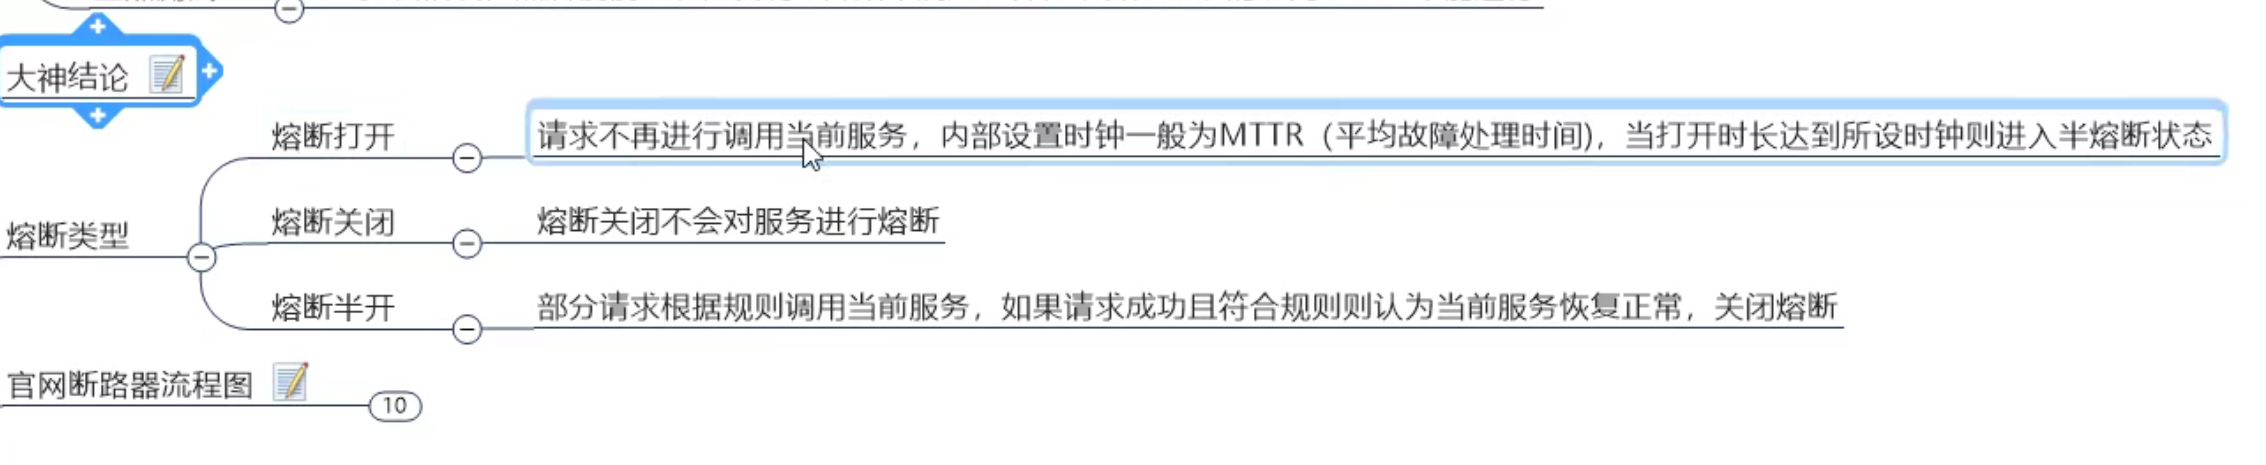 大神结论
熔断打开
请求不再进行调用当前服务，内部设置时钟一般为MTTR（平均故障处理时间)，当打开时长达到所设时钟则进入半熔断状态
熔断类型
熔断关闭
熔断关闭不会对服务进行熔断
熔断半开
部分请求根据规则调用当前服务，如果请求成功且符合规则则认为当前服务恢复正常，关闭熔断
官网断路器流程图
10